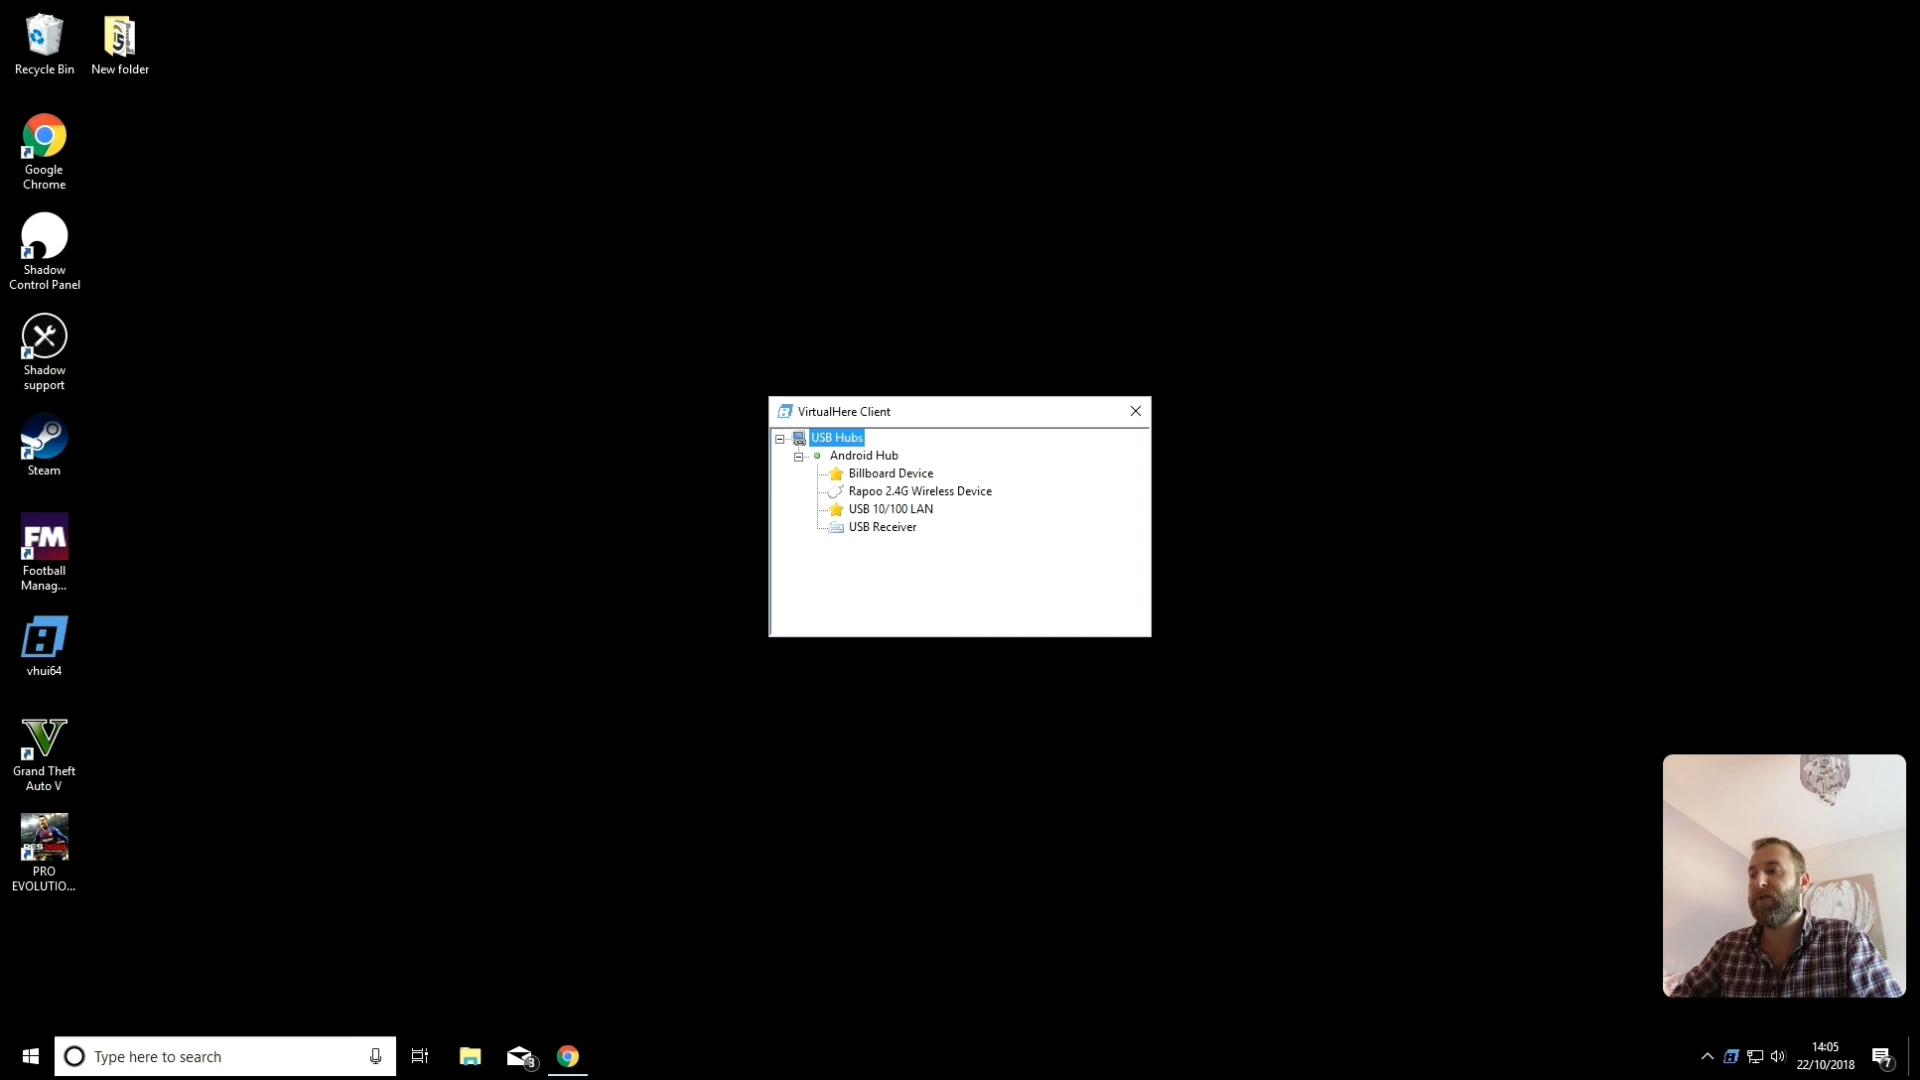 Recycle Bin
New folder
Google
Chrome
Shadow
Control Panel
Shadow
support
Steam
FM
Football
Manag...
vhui64
Grand Theft
Auto V
PRO
EVOLUTIO...
VirtualHere Client
USB Hubs
Android Hub
Billboard Device
Rapoo 2.4G Wireless Device
USB 10/100 LAN
USB Receiver
Type here to search
3
14:05
22/10/2018
7